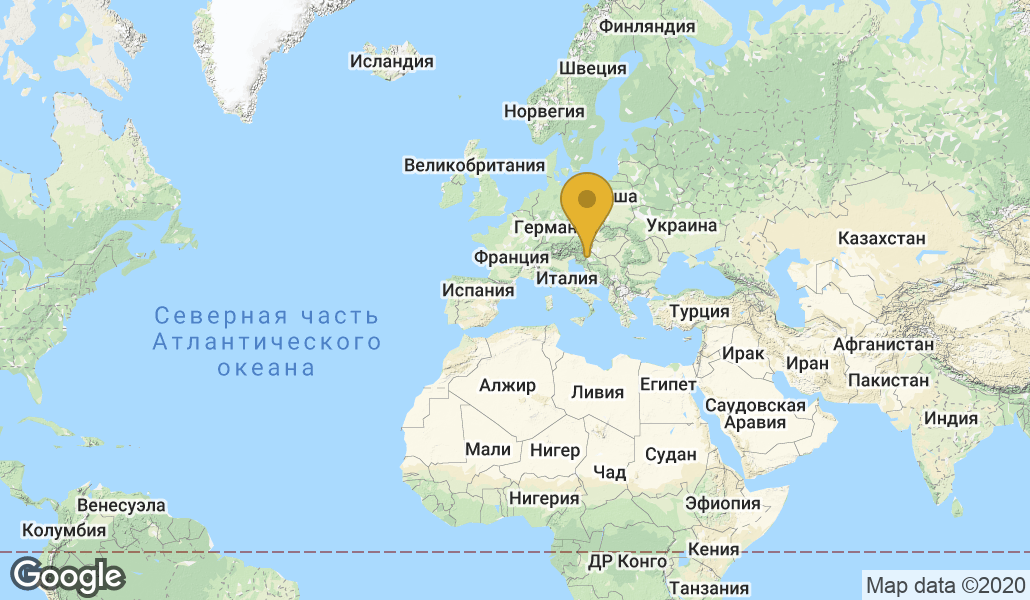 Финляндия
Исландия
Швеция
Норвегия
Великобритания
ша
Украина
Герман
Казахстан
Франция
Италия
Испания
Северная часть
Атлантического
океана
Турция
Афганистан
Ирак
Иран
Пакистан
Алжир
Ливия
Египет
Саудовская
Аравия
Индия
Мали
Нигер
Судан
Чад
Нигерия
Эфиопия
Венесуэла
Колумбия
Кения
ДР Конго
Танзания
Google
Map data ©2020